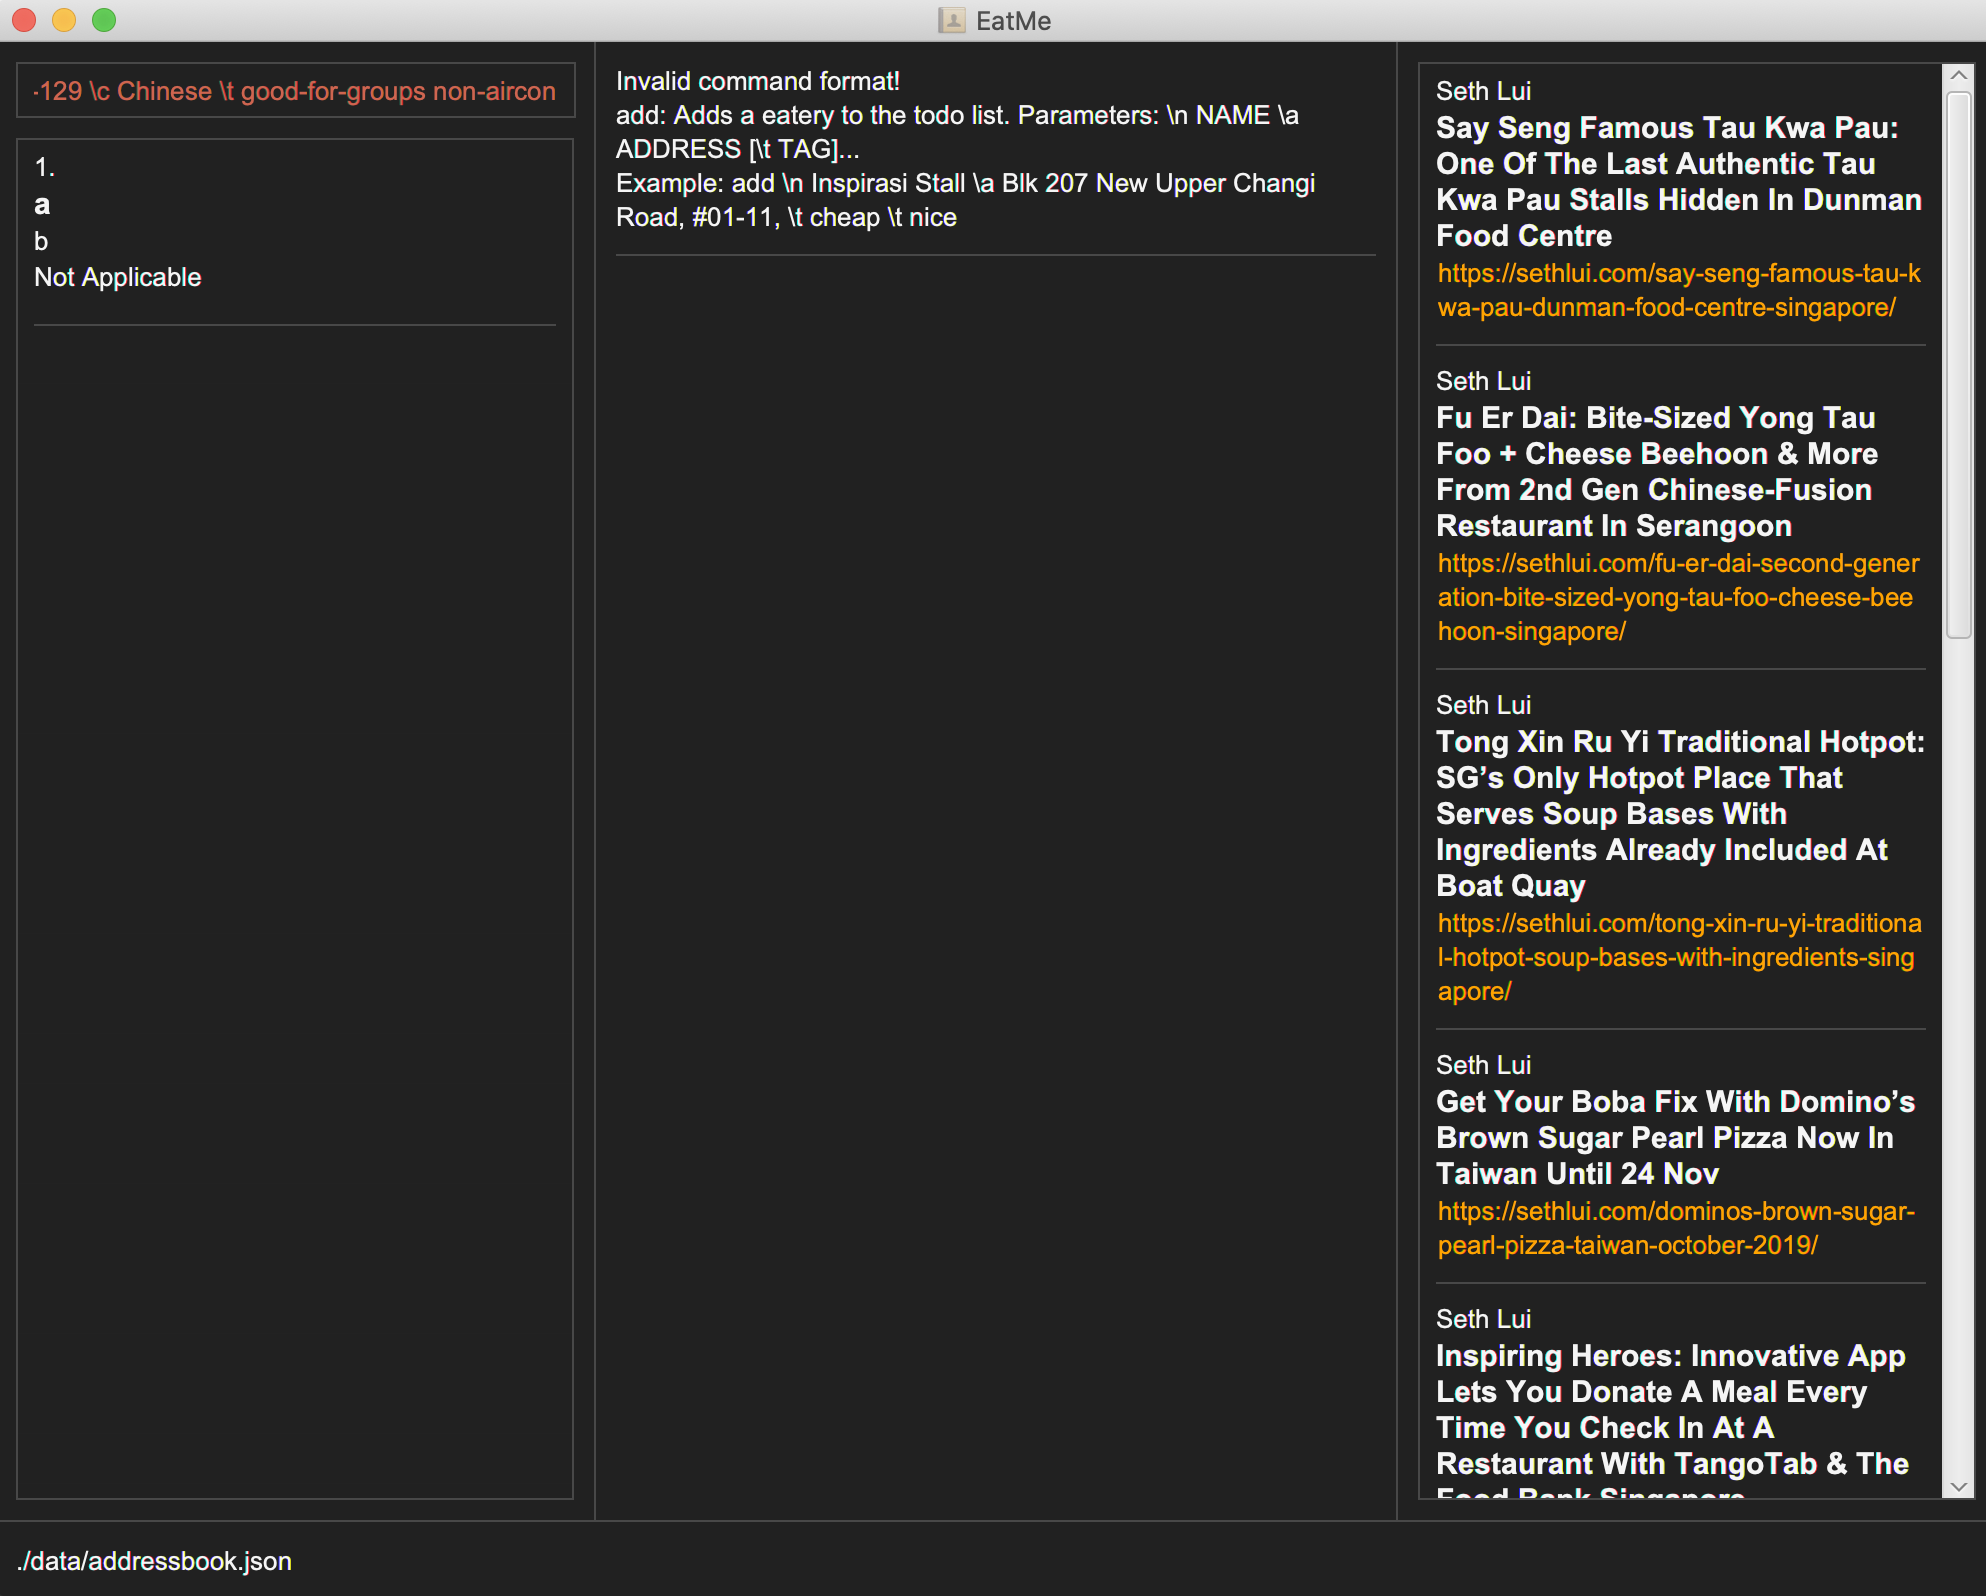 EatMe
-129 \c Chinese \t good-for-groups non-aircon
1.
a
b
Not Applicable
Invalid command format!
add: Adds a eatery to the todo list. Parameters: \n NAME \a
ADDRESS [\t TAG]...
Example: add \n Inspirasi Stall \a Blk 207 New Upper Changi
Road, #01-11, \t cheap \t nice
Seth Lui
Say Seng Famous Tau Kwa Pau:
One Of The Last Authentic Tau
Kwa Pau Stalls Hidden In Dunman
Food Centre
https://sethlui.com/say-seng-famous-tau-k
wa-pau-dunman-food-centre-singapore/
Seth Lui
Fu Er Dai: Bite-Sized Yong Tau
Foo + Cheese Beehoon & More
From 2nd Gen Chinese-Fusion
Restaurant In Serangoon
https://sethlui.com/fu-er-dai-second-gener
ation-bite-sized-yong-tau-foo-cheese-bee
hoon-singapore/
Seth Lui
Tong Xin Ru Yi Traditional Hotpot:
SG’s Only Hotpot Place That
Serves Soup Bases With
Ingredients Already Included At
Boat Quay
https://sethlui.com/tong-xin-ru-yi-traditiona
l-hotpot-soup-bases-with-ingredients-sing
apore/
Seth Lui
Get Your Boba Fix With Domino’s
Brown Sugar Pearl Pizza Now In
Taiwan Until 24 Nov
https://sethlui.com/dominos-brown-sugar-
pearl-pizza-taiwan-october-2019/
Seth Lui
Inspiring Heroes: Innovative App
Lets You Donate A Meal Every
Time You Check In At A
Restaurant With TangoTab & The
Food Bank Singapore
./data/addressbook.json